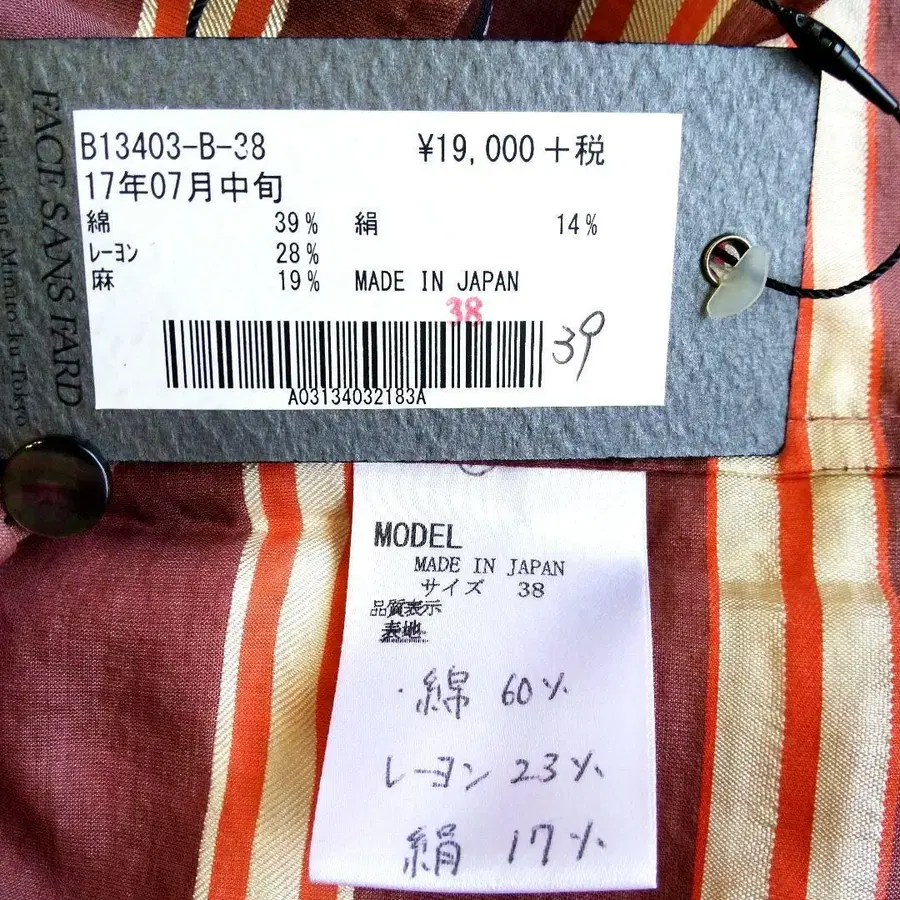 FACE SANS FARD
Minato-ku Tokyo
B13403-B-38 ¥19,000+税
17年07月中旬
綿 39% 絹 14%
レーヨン 28%
麻 19% MADE IN JAPAN
38
39
A03134032183A
MODEL
MADE IN JAPAN
サイズ 38
品質表示
表地
綿 60%
レーヨン 23%
絹 17%